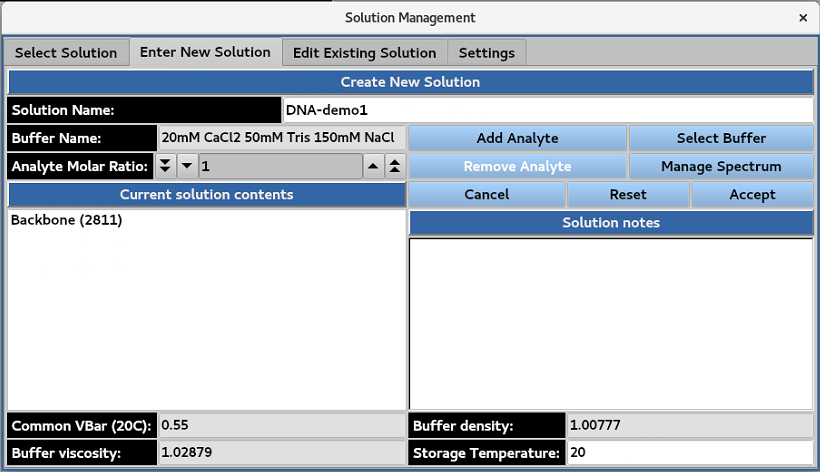 Solution Management
×
Select Solution Enter New Solution Edit Existing Solution Settings
Create New Solution
Solution Name: DNA-demo1
Buffer Name: 20mM CaCl2 50mM Tris 150mM NaCl Add Analyte Select Buffer
Analyte Molar Ratio: 1 Remove Analyte Manage Spectrum
Current solution contents Cancel Reset Accept
Backbone (2811) Solution notes
Common VBar (20C): 0.55 Buffer density: 1.00777
Buffer viscosity: 1.02879 Storage Temperature: 20